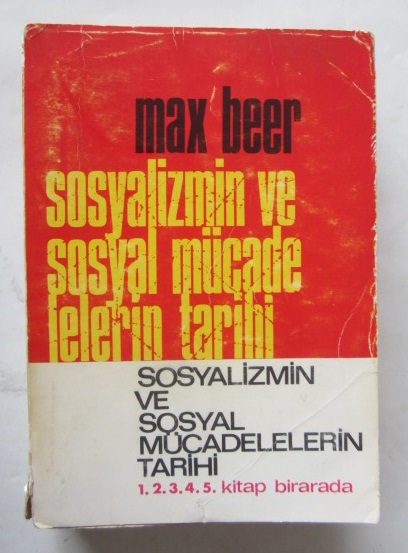 max beer
sosyalizmin ve
sosyal mücade
lelerin tarihi
SOSYALİZMİN
VE
SOSYAL
MÜCADELELERİN
TARİHİ
1.2.3.4.5. kitap birarada